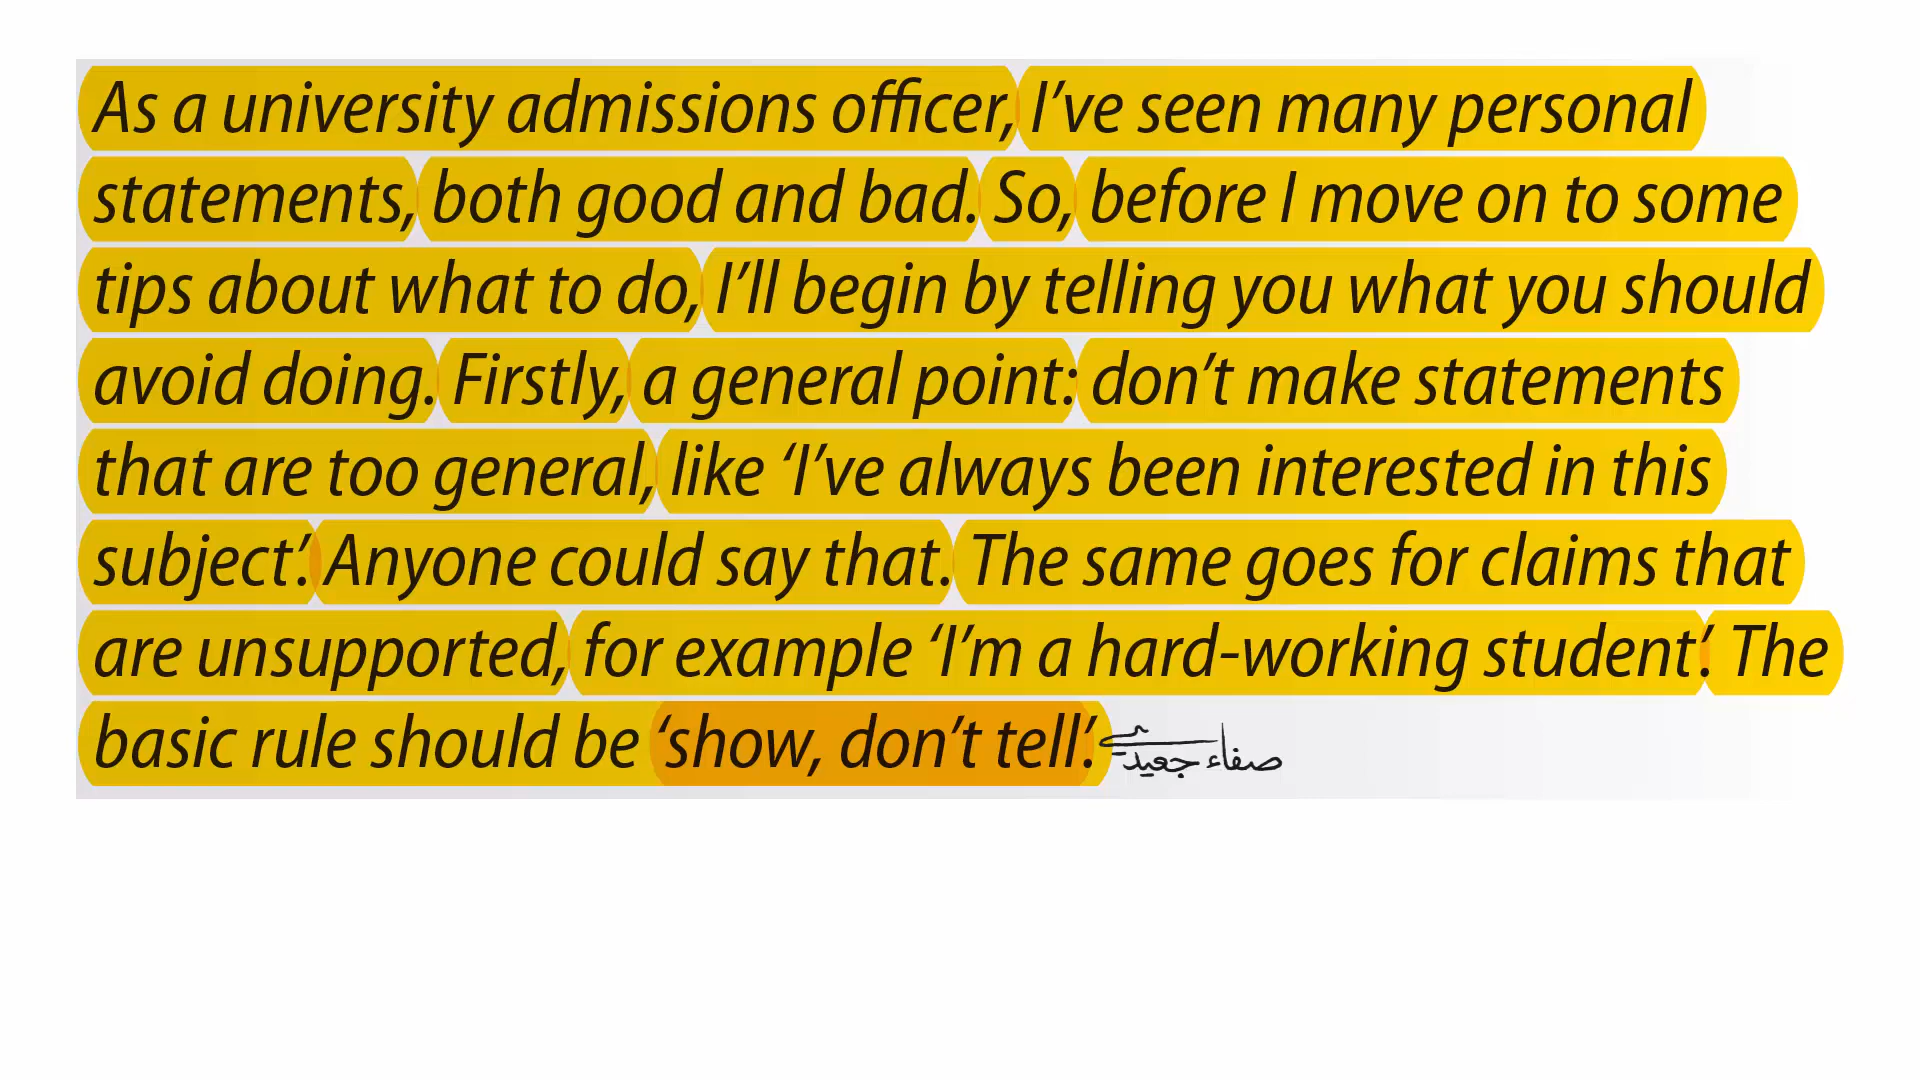 As a university admissions officer, I’ve seen many personal
statements, both good and bad. So, before I move on to some
tips about what to do, I’ll begin by telling you what you should
avoid doing. Firstly, a general point: don’t make statements
that are too general, like ‘I’ve always been interested in this
subject’. Anyone could say that. The same goes for claims that
are unsupported, for example ‘I’m a hard-working student’. The
basic rule should be ‘show, don’t tell’.
صفاء جعيدي